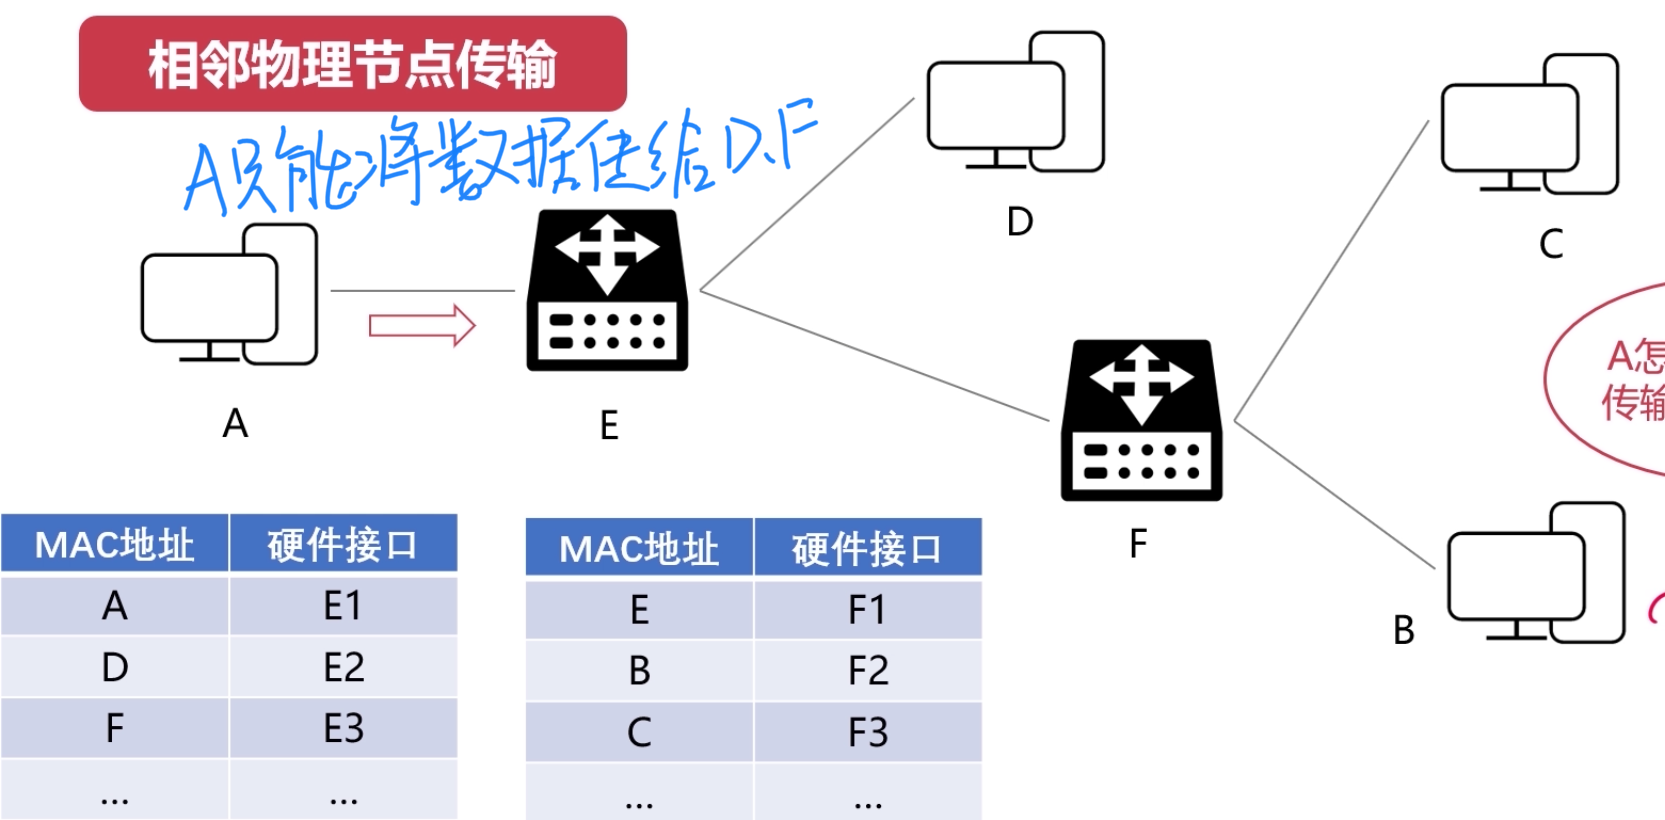 相邻物理节点传输
A只能将数据传给D、F
D
C
A怎
传输
A
E
F
B
MAC地址 硬件接口
A E1
D E2
F E3
... ...
MAC地址 硬件接口
E F1
B F2
C F3
... ...